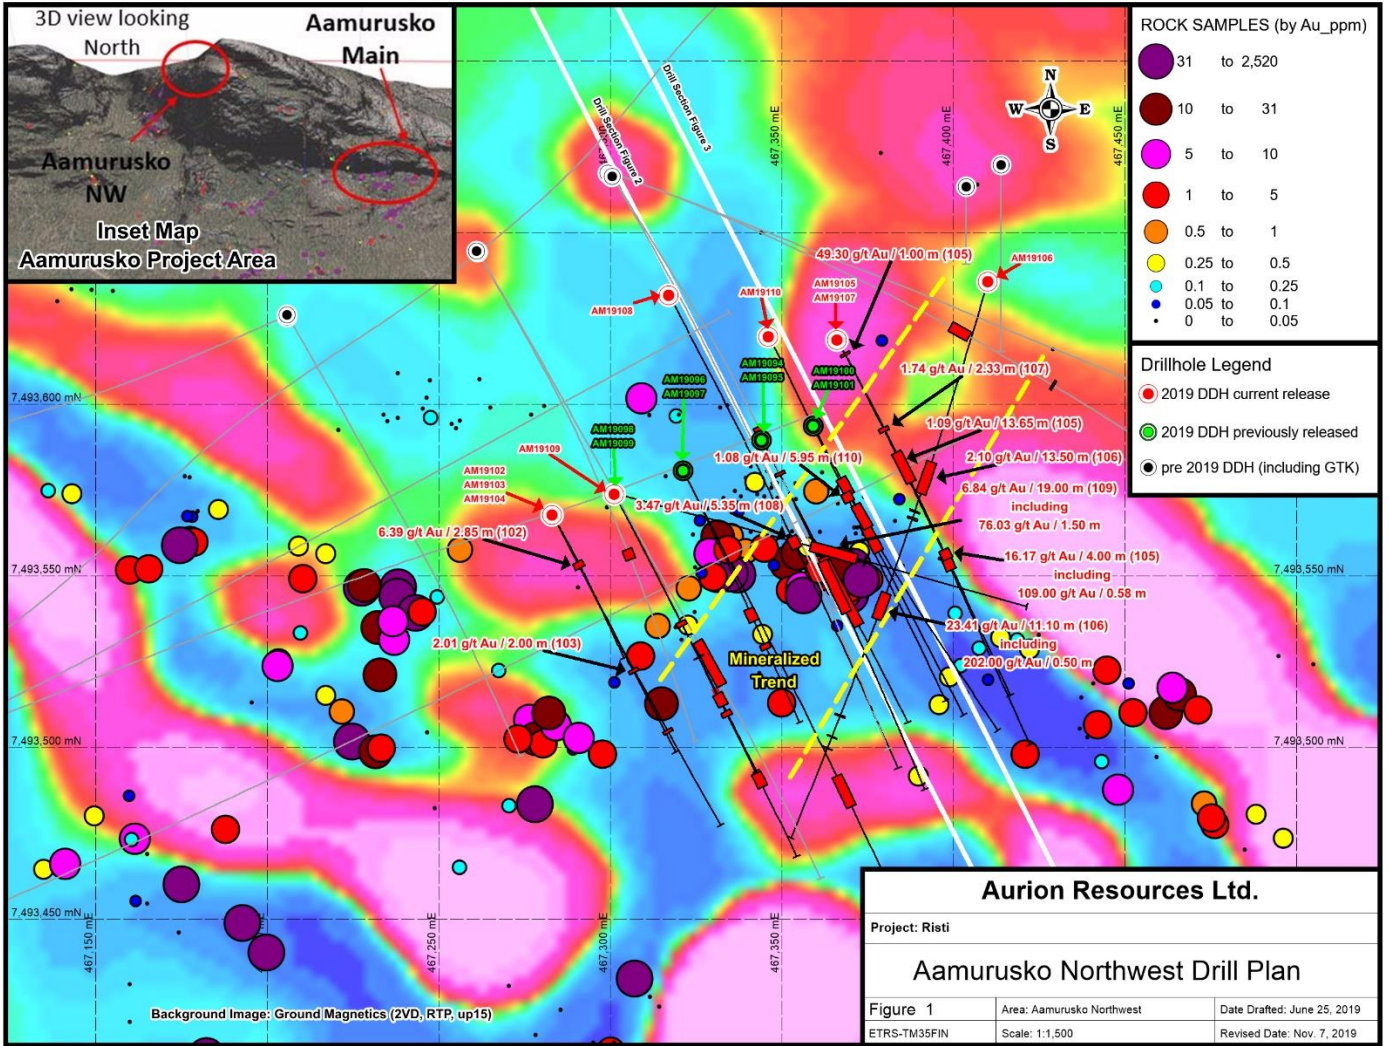 3D view looking
North
Aamurusko
Main
Aamurusko
NW
Inset Map
Aamurusko Project Area
Drill Section Figure 2
Drill Section Figure 3
467,350 mE
467,400 mE
467,450 mE
N
W
E
S
ROCK SAMPLES (by Au_ppm)
31 to 2,520
10 to 31
5 to 10
1 to 5
0.5 to 1
0.25 to 0.5
0.1 to 0.25
0.05 to 0.1
0 to 0.05
Drillhole Legend
2019 DDH current release
2019 DDH previously released
pre 2019 DDH (including GTK)
49.30 g/t Au / 1.00 m (105)
AM19106
AM19108
AM19110
AM19105
AM19107
AM19094
AM19095
AM19100
AM19101
AM19096
AM19097
1.74 g/t Au / 2.33 m (107)
7,493,600 mN
AM19098
AM19099
1.09 g/t Au / 13.65 m (105)
AM19109
1.08 g/t Au / 5.95 m (110)
2.10 g/t Au / 13.50 m (106)
AM19102
AM19103
AM19104
6.84 g/t Au / 19.00 m (109)
including
76.03 g/t Au / 1.50 m
3.47 g/t Au / 5.35 m (108)
6.39 g/t Au / 2.85 m (102)
16.17 g/t Au / 4.00 m (105)
including
109.00 g/t Au / 0.58 m
7,493,550 mN
7,493,550 mN
23.41 g/t Au / 11.10 m (106)
including
202.00 g/t Au / 0.50 m
2.01 g/t Au / 2.00 m (103)
Mineralized
Trend
7,493,500 mN
7,493,500 mN
7,493,450 mN
467,150 mE
467,250 mE
467,300 mE
467,350 mE
Background Image: Ground Magnetics (2VD, RTP, up15)
Aurion Resources Ltd.
Project: Risti
Aamurusko Northwest Drill Plan
Figure 1
Area: Aamurusko Northwest
Date Drafted: June 25, 2019
ETRS-TM35FIN
Scale: 1:1,500
Revised Date: Nov. 7, 2019